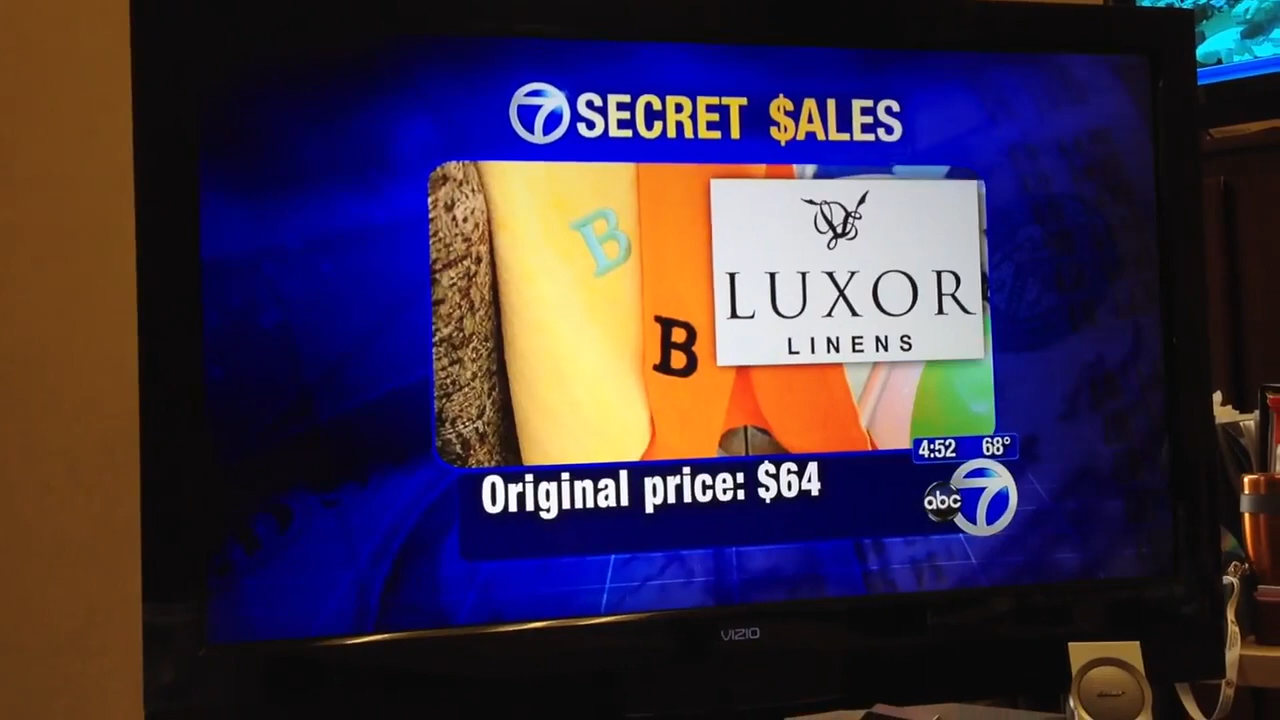 7 SECRET $ALES
B
B
LUXOR
LINENS
4:52 68°
Original price: $64
abc 7
VIZIO